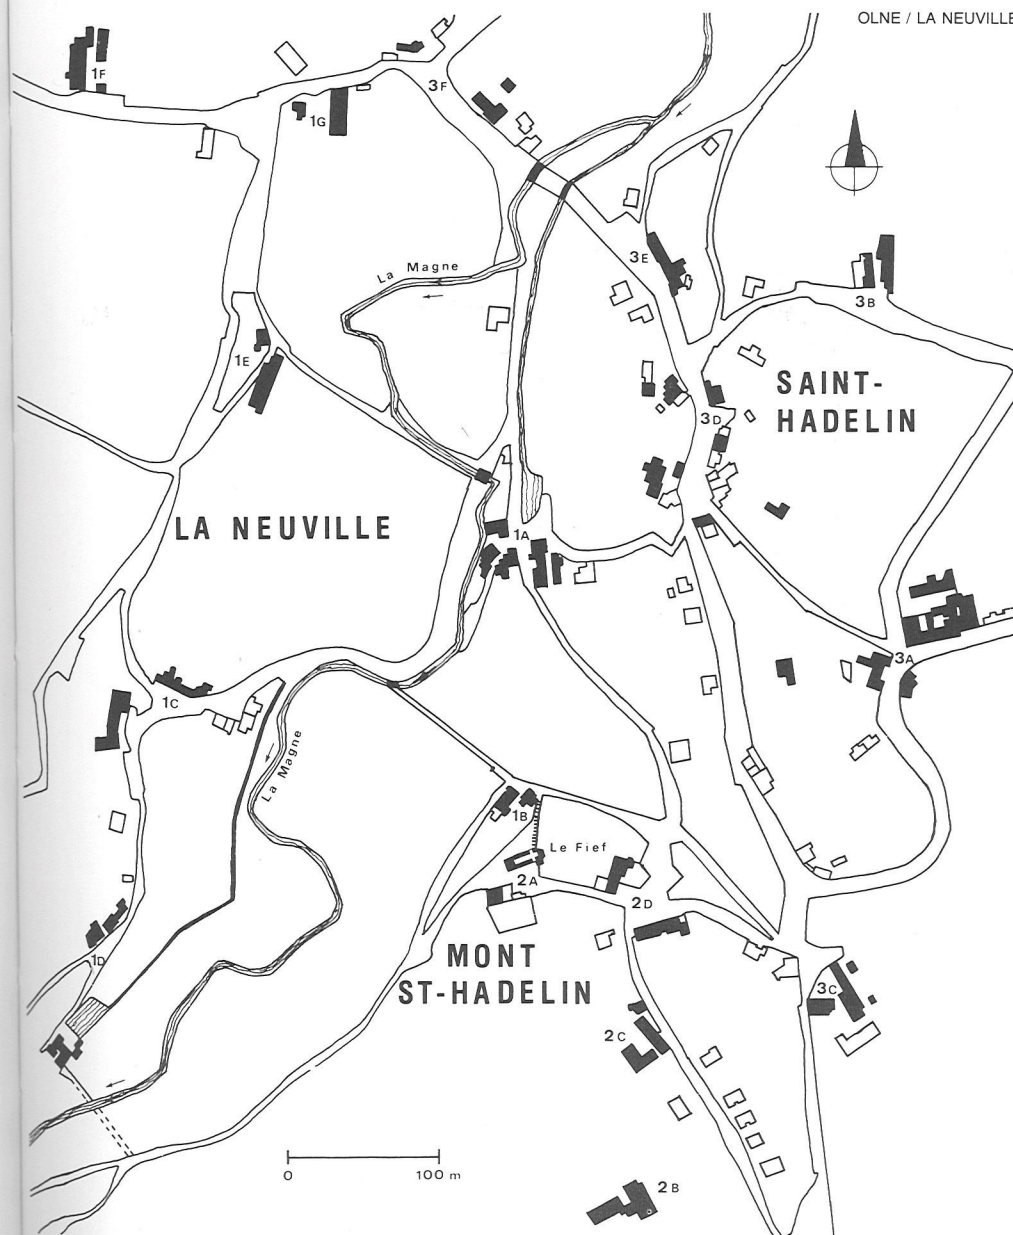 OLNE / LA NEUVILLE
1F
3F
1G
3E
La Magne
3B
1E
SAINT-
HADELIN
3D
LA NEUVILLE
1A
3A
1C
La Magne
1B
Le Fief
2A
2D
MONT
ST-HADELIN
1D
3C
2C
0 100 m
2B